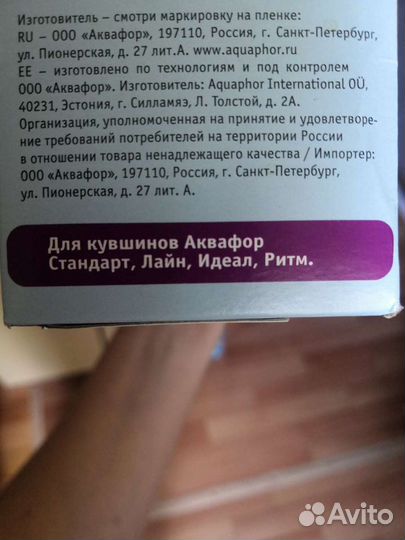 Изготовитель – смотри маркировку на пленке:
RU – ООО «Аквафор», 197110, Россия, г. Санкт-Петербург,
ул. Пионерская, д. 27 лит.А. www.aquaphor.ru
EE – изготовлено по технологиям и под контролем
ООО «Аквафор». Изготовитель: Aquaphor International OÜ,
40231, Эстония, г. Силламяэ, Л. Толстой, д. 2А.
Организация, уполномоченная на принятие и удовлетворе-
ние требований потребителей на территории России
в отношении товара ненадлежащего качества / Импортер:
ООО «Аквафор», 197110, Россия, г. Санкт-Петербург,
ул. Пионерская, д. 27 лит. А.
Для кувшинов Аквафор
Стандарт, Лайн, Идеал, Ритм.
Avito